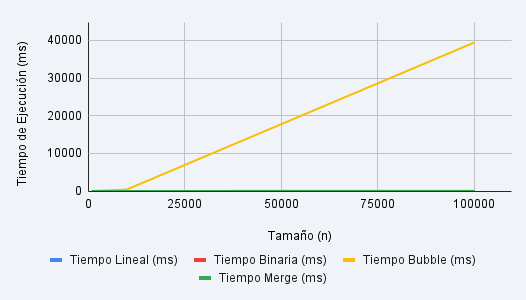 Tiempo de Ejecución (ms)
40000
30000
20000
10000
0
0 25000 50000 75000 100000
Tamaño (n)
Tiempo Lineal (ms) Tiempo Binaria (ms) Tiempo Bubble (ms)
Tiempo Merge (ms)